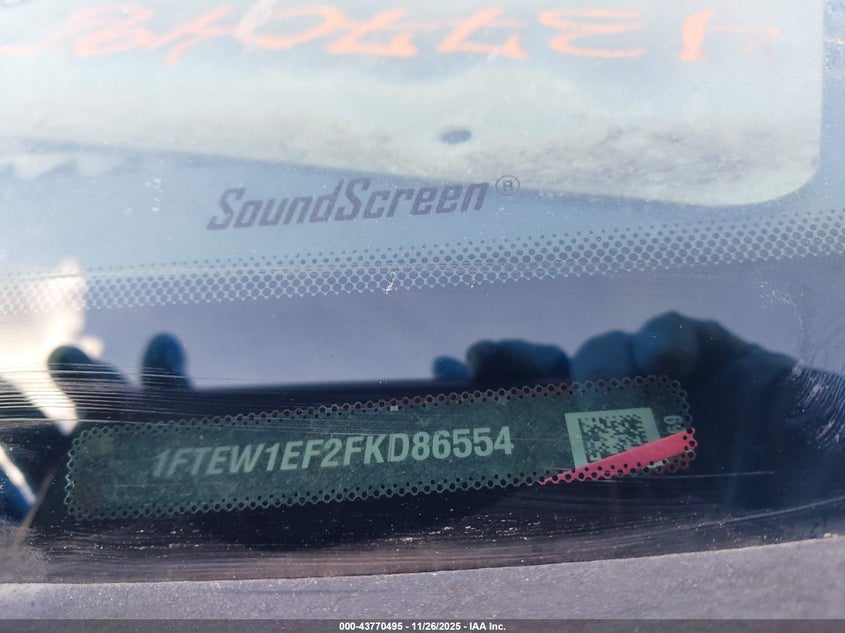 SoundScreen®
1FTEW1EF2FKD86554
000-43770495 - 11/26/2025 - IAA Inc.